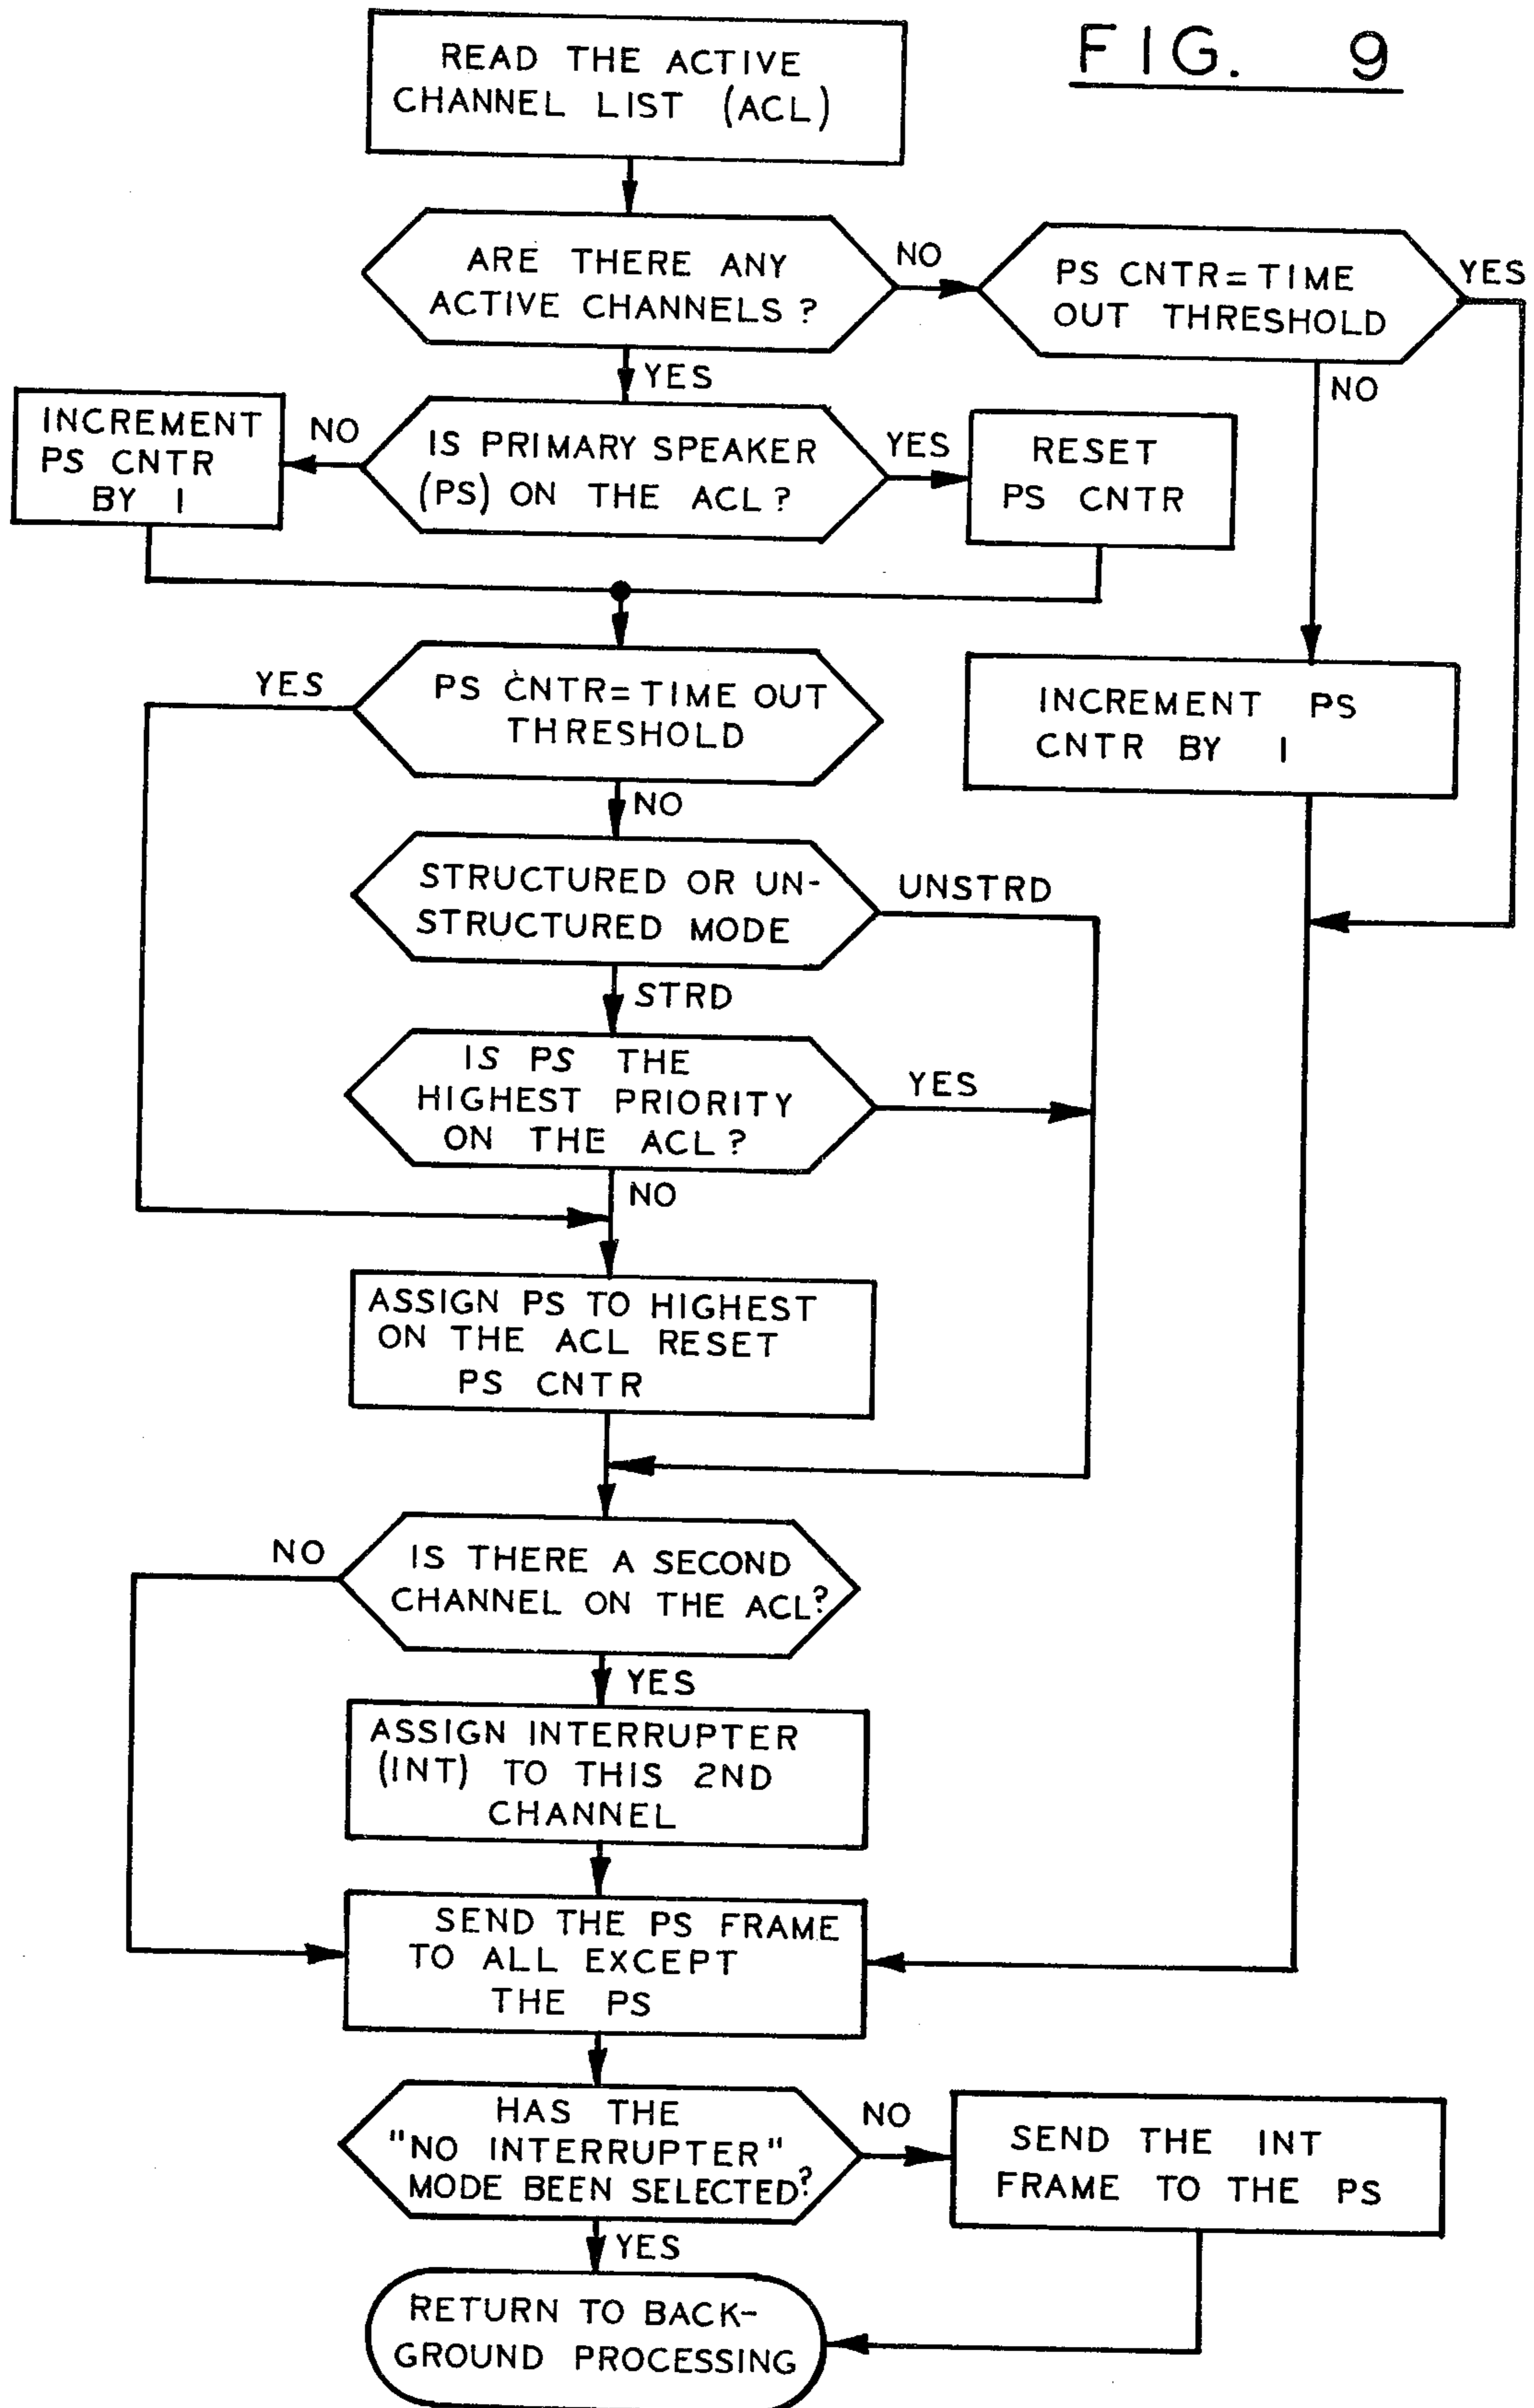 FIG. 9
READ THE ACTIVE
CHANNEL LIST (ACL)
ARE THERE ANY
ACTIVE CHANNELS ?
NO
PS CNTR=TIME
OUT THRESHOLD
YES
YES
NO
INCREMENT
PS CNTR
BY 1
NO
IS PRIMARY SPEAKER
(PS) ON THE ACL?
YES
RESET
PS CNTR
YES
PS CNTR=TIME OUT
THRESHOLD
INCREMENT PS
CNTR BY 1
NO
STRUCTURED OR UN-
STRUCTURED MODE
UNSTRD
STRD
IS PS THE
HIGHEST PRIORITY
ON THE ACL?
YES
NO
ASSIGN PS TO HIGHEST
ON THE ACL RESET
PS CNTR
NO
IS THERE A SECOND
CHANNEL ON THE ACL?
YES
ASSIGN INTERRUPTER
(INT) TO THIS 2ND
CHANNEL
SEND THE PS FRAME
TO ALL EXCEPT
THE PS
HAS THE
"NO INTERRUPTER"
MODE BEEN SELECTED?
NO
SEND THE INT
FRAME TO THE PS
YES
RETURN TO BACK-
GROUND PROCESSING